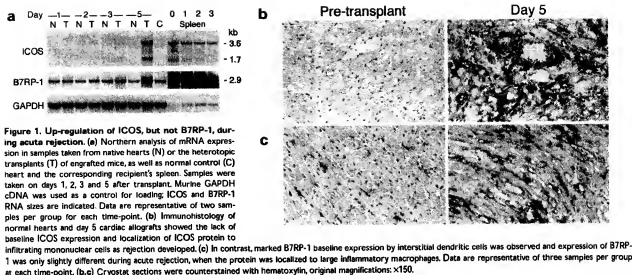 a
Day —1— —2— —3— —5— 0 1 2 3
N T N T N T N T C Spleen
kb
ICOS
- 3.6
- 1.7
B7RP-1
- 2.9
GAPDH
b
Pre-transplant Day 5
c
Figure 1. Up-regulation of ICOS, but not B7RP-1, dur-
ing acuta rejection. (a) Northern analysis of mRNA expres-
sion in samples taken from native hearts (N) or the heterotopic
transplants (T) of engrafted mice, as well as normal control (C)
heart and the corresponding recipient's spleen. Samples were
taken on days 1, 2, 3 and 5 after transplant. Murine GAPDH
cDNA was used as a control for loading; ICOS and B7RP-1
RNA sizes are indicated. Data are representative of two sam-
ples per group for each time-point. (b) Immunohistology of
normal hearts and day 5 cardiac allografts showed the lack of
baseline ICOS expression and localization of ICOS protein to
infiltrating mononuclear cells as rejection developed. (c) In contrast, marked B7RP-1 baseline expression by interstitial dendritic cells was observed and expression of B7RP-
1 was only slightly different during acute rejection, when the protein was localized to large inflammatory macrophages. Data are representative of three samples per group
at each time-point. (b,c) Cryostat sections were counterstained with hematoxylin, original magnifications: ×150.